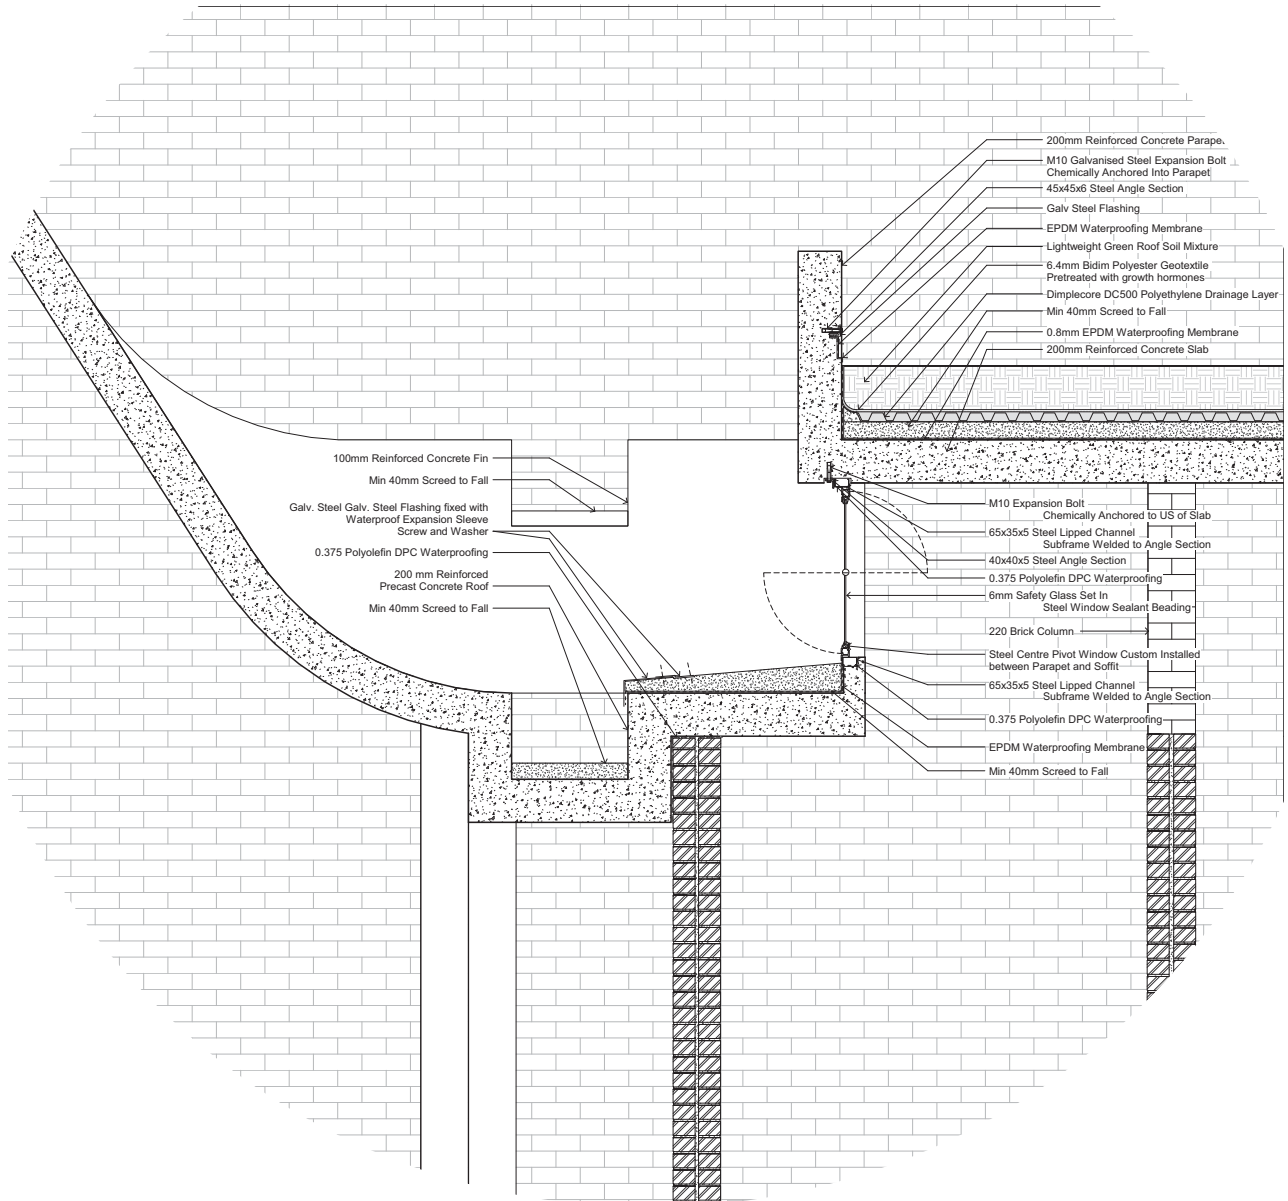 200mm Reinforced Concrete Parapet
M10 Galvanised Steel Expansion Bolt
Chemically Anchored Into Parapet
45x45x6 Steel Angle Section
Galv Steel Flashing
EPDM Waterproofing Membrane
Lightweight Green Roof Soil Mixture
6.4mm Bidim Polyester Geotextile
Pretreated with growth hormones
Dimplecore DC500 Polyethylene Drainage Layer
Min 40mm Screed to Fall
0.8mm EPDM Waterproofing Membrane
200mm Reinforced Concrete Slab
100mm Reinforced Concrete Fin
Min 40mm Screed to Fall
Galv. Steel Galv. Steel Flashing fixed with
Waterproof Expansion Sleeve
Screw and Washer
0.375 Polyolefin DPC Waterproofing
200 mm Reinforced
Precast Concrete Roof
Min 40mm Screed to Fall
M10 Expansion Bolt
Chemically Anchored to US of Slab
65x35x5 Steel Lipped Channel
Subframe Welded to Angle Section
40x40x5 Steel Angle Section
0.375 Polyolefin DPC Waterproofing
6mm Safety Glass Set In
Steel Window Sealant Beading
220 Brick Column
Steel Centre Pivot Window Custom Installed
between Parapet and Soffit
65x35x5 Steel Lipped Channel
Subframe Welded to Angle Section
0.375 Polyolefin DPC Waterproofing
EPDM Waterproofing Membrane
Min 40mm Screed to Fall